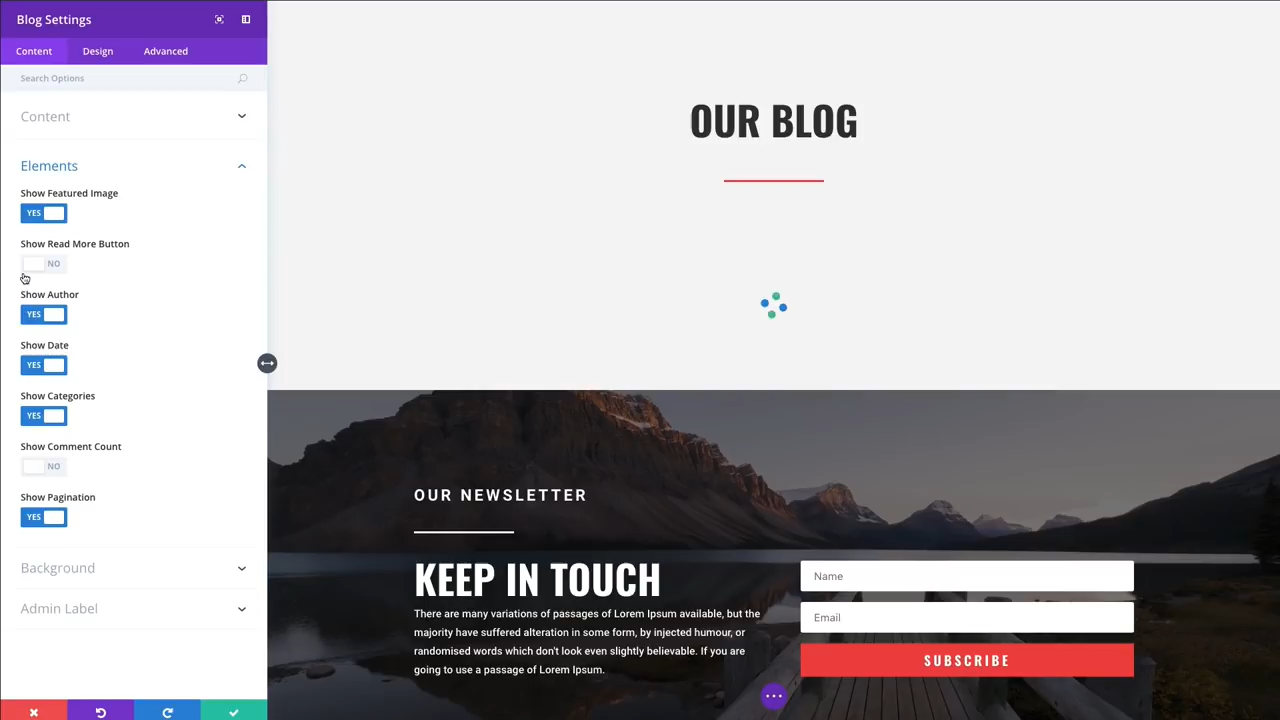 Blog Settings
Content
Design
Advanced
Search Options
Content
Elements
Show Featured Image
YES
Show Read More Button
NO
Show Author
YES
Show Date
YES
Show Categories
YES
Show Comment Count
NO
Show Pagination
YES
Background
Admin Label
OUR BLOG
OUR NEWSLETTER
KEEP IN TOUCH
There are many variations of passages of Lorem Ipsum available, but the
majority have suffered alteration in some form, by injected humour, or
randomised words which don't look even slightly believable. If you are
going to use a passage of Lorem Ipsum.
Name
Email
SUBSCRIBE